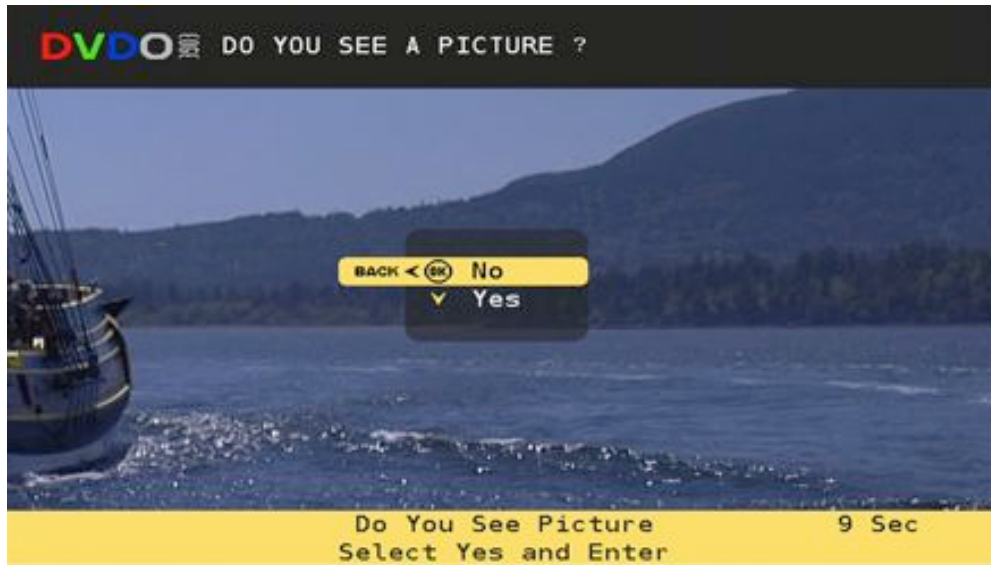 DVDO EDGE DO YOU SEE A PICTURE ?
BACK < OK No
Yes
Do You See Picture 9 Sec
Select Yes and Enter